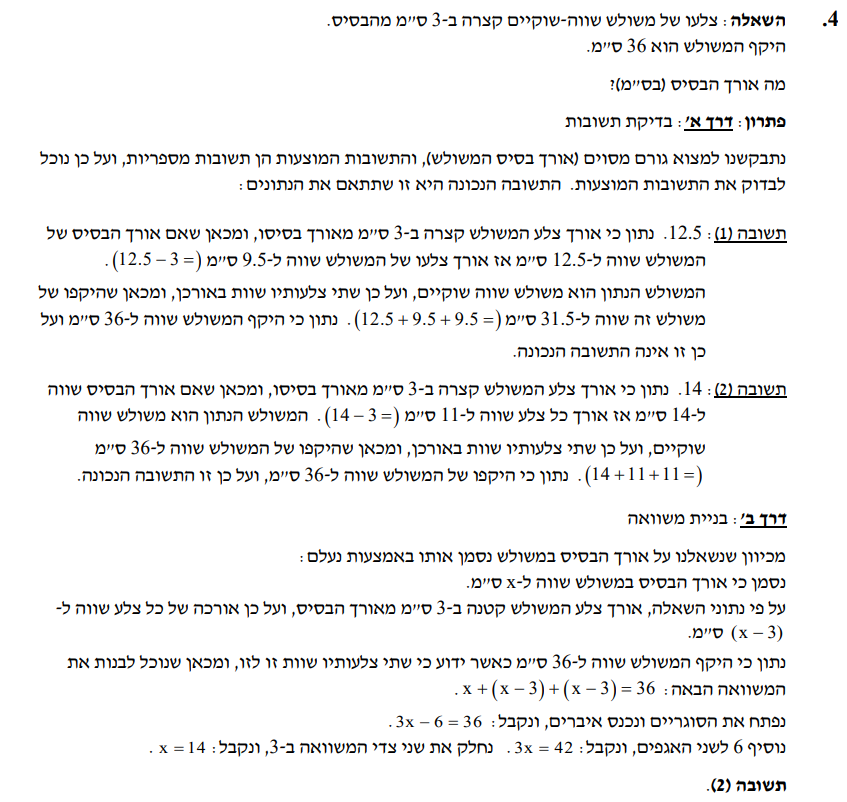 4. השאלה: צלעו של משולש שווה-שוקיים קצרה ב-3 ס״מ מהבסיס.
היקף המשולש הוא 36 ס״מ.
מה אורך הבסיס (בס״מ)?
פתרון: דרך א׳: בדיקת תשובות
נתבקשנו למצוא גורם מסוים (אורך בסיס המשולש), והתשובות המוצעות הן תשובות מספריות, ועל כן נוכל
לבדוק את התשובות המוצעות. התשובה הנכונה היא זו שתתאם את הנתונים:
תשובה (1): 12.5. נתון כי אורך צלע המשולש קצרה ב-3 ס״מ מאורך בסיסו, ומכאן שאם אורך הבסיס של
המשולש שווה ל-12.5 ס״מ אז אורך צלעו של המשולש שווה ל-9.5 ס״מ (= 3 − 12.5).
המשולש הנתון הוא משולש שווה שוקיים, ועל כן שתי צלעותיו שוות באורכן, ומכאן שהיקפו של
משולש זה שווה ל-31.5 ס״מ (= 9.5 + 9.5 + 12.5). נתון כי היקף המשולש שווה ל-36 ס״מ ועל
כן זו אינה התשובה הנכונה.
תשובה (2): 14. נתון כי אורך צלע המשולש קצרה ב-3 ס״מ מאורך בסיסו, ומכאן שאם אורך הבסיס שווה
ל-14 ס״מ אז אורך כל צלע שווה ל-11 ס״מ (= 3 − 14). המשולש הנתון הוא משולש שווה
שוקיים, ועל כן שתי צלעותיו שוות באורכן, ומכאן שהיקפו של המשולש שווה ל-36 ס״מ
(= 11 + 11 + 14). נתון כי היקפו של המשולש שווה ל-36 ס״מ, ועל כן זו התשובה הנכונה.
דרך ב׳: בניית משוואה
מכיוון שנשאלנו על אורך הבסיס במשולש נסמן אותו באמצעות נעלם:
נסמן כי אורך הבסיס במשולש שווה ל-x ס״מ.
על פי נתוני השאלה, אורך צלע המשולש קטנה ב-3 ס״מ מאורך הבסיס, ועל כן אורכה של כל צלע שווה ל-
(x − 3) ס״מ.
נתון כי היקף המשולש שווה ל-36 ס״מ כאשר ידוע כי שתי צלעותיו שוות זו לזו, ומכאן שנוכל לבנות את
המשוואה הבאה: x + (x − 3) + (x − 3) = 36.
נפתח את הסוגריים ונכנס איברים, ונקבל: 3x − 6 = 36.
נוסיף 6 לשני האגפים, ונקבל: 3x = 42. נחלק את שני צדי המשוואה ב-3, ונקבל: x = 14.
תשובה (2).